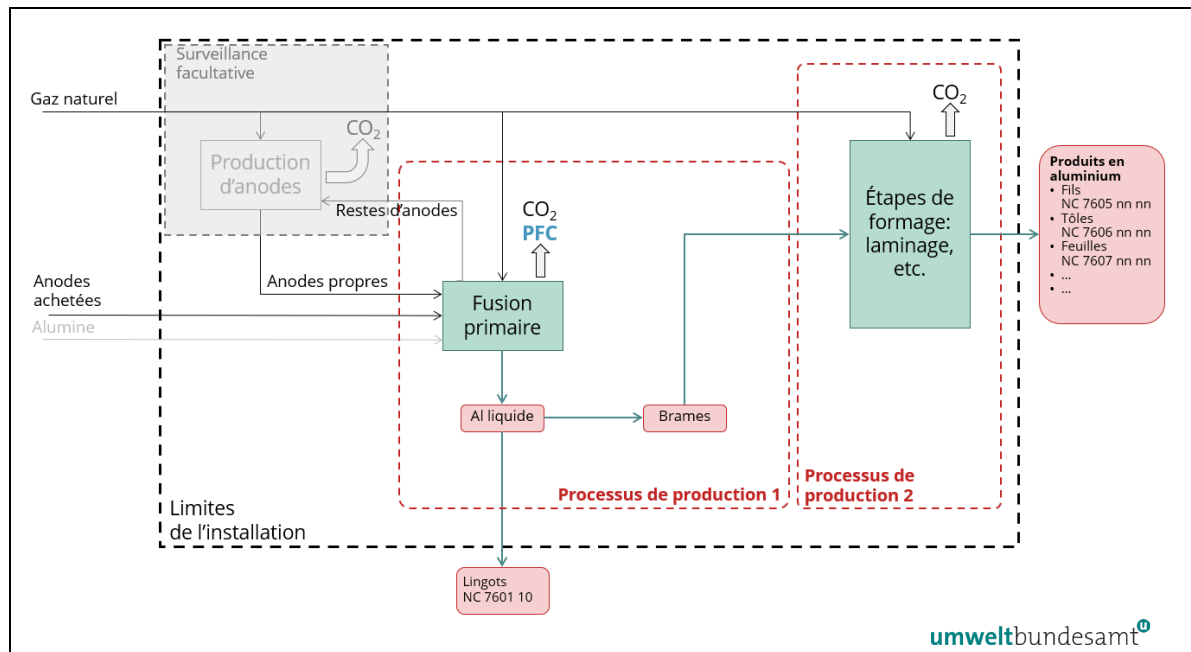 Surveillance
facultative
Gaz naturel
CO₂
Production
d’anodes
Restes d’anodes
CO₂
PFC
Anodes propres
Anodes
achetées
Alumine
Fusion
primaire
Al liquide
Brames
Processus de production 1
CO₂
Étapes de
formage:
laminage,
etc.
Processus de
production 2
Produits en
aluminium
• Fils
NC 7605 nn nn
• Tôles
NC 7606 nn nn
• Feuilles
NC 7607 nn nn
• ...
• ...
Limites
de l’installation
Lingots
NC 7601 10
umweltbundesamt
u